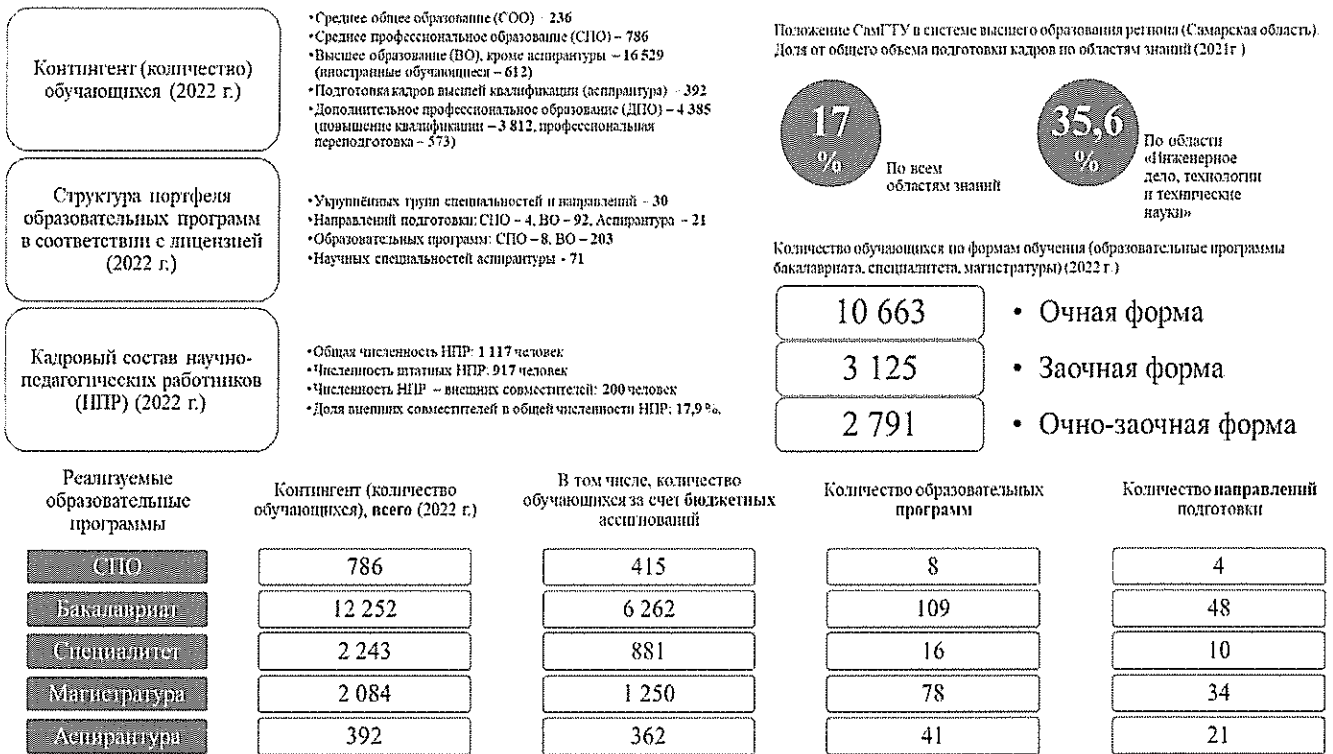 Контингент (количество)
обучающихся (2022 г.)
•Среднее общее образование (СОО) - 236
•Среднее профессиональное образование (СПО) – 786
•Высшее образование (ВО), кроме аспирантуры – 16 529
(иностранные обучающиеся – 612)
•Подготовка кадров высшей квалификации (аспирантура) - 392
•Дополнительное профессиональное образование (ДПО) – 4 385
(повышение квалификации – 3 812, профессиональная
переподготовка – 573)
Структура портфеля
образовательных программ
в соответствии с лицензией
(2022 г.)
•Укрупнённых групп специальностей и направлений - 30
•Направлений подготовки: СПО – 4, ВО – 92, Аспирантура - 21
•Образовательных программ: СПО – 8, ВО – 203
•Научных специальностей аспирантуры - 71
Кадровый состав научно-
педагогических работников
(НПР) (2022 г.)
•Общая численность НПР: 1 117 человек
•Численность штатных НПР: 917 человек
•Численность НПР – внешних совместителей: 200 человек
•Доля внешних совместителей в общей численности НПР: 17,9 %.
Положение СамГТУ в системе высшего образования региона (Самарская область).
Доля от общего объема подготовки кадров по областям знаний (2021г )
17
%
По всем
областям знаний
35,6
%
По области
«Инженерное
дело, технологии
и технические
науки»
Количество обучающихся по формам обучения (образовательные программы
бакалавриата, специалитета, магистратуры) (2022 г.)
10 663 • Очная форма
3 125 • Заочная форма
2 791 • Очно-заочная форма
Реализуемые
образовательные
программы
Контингент (количество
обучающихся), всего (2022 г.)
В том числе, количество
обучающихся за счет бюджетных
ассигнований
Количество образовательных
программ
Количество направлений
подготовки
СПО 786 415 8 4
Бакалавриат 12 252 6 262 109 48
Специалитет 2 243 881 16 10
Магистратура 2 084 1 250 78 34
Аспирантура 392 362 41 21